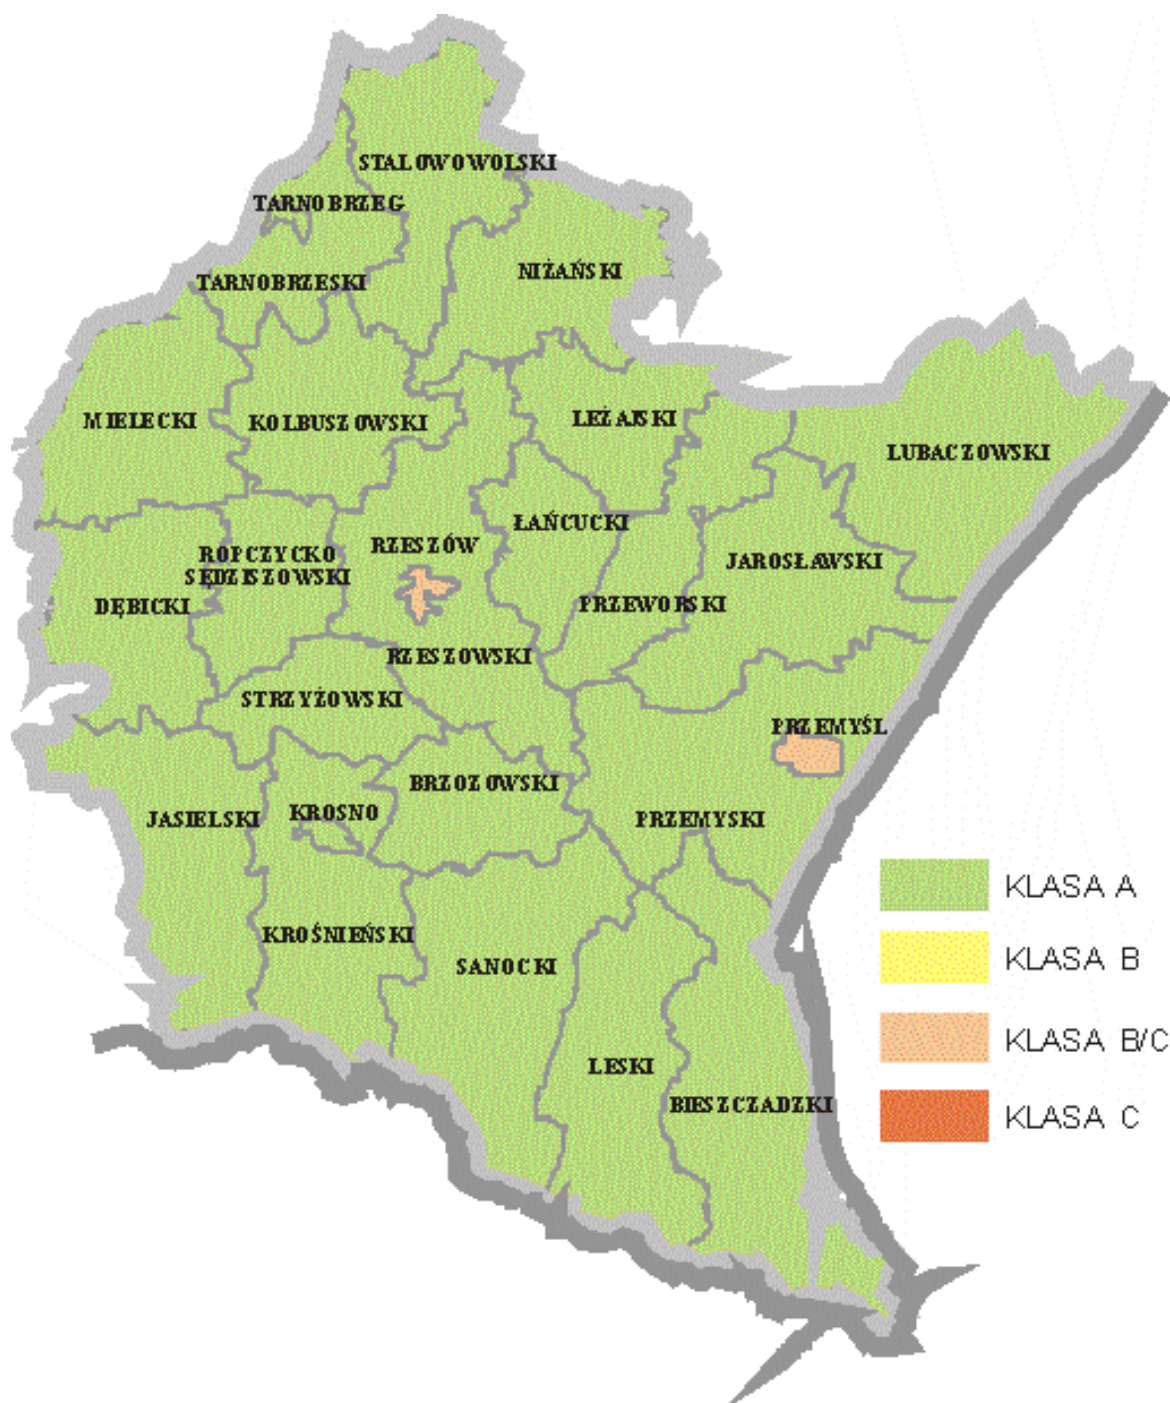 STALOWOWOLSKI
TARNOBRZEG
NIŻAŃSKI
TARNOBRZESKI
MIELECKI
KOLBUSZOWSKI
LEŻAJSKI
LUBACZOWSKI
ŁAŃCUCKI
RZESZÓW
ROPCZYCKO
SĘDZISZOWSKI
JAROSŁAWSKI
DĘBICKI
PRZEWORSKI
RZESZOWSKI
STRZYŻOWSKI
PRZEMYŚL
BRZOZOWSKI
KROSNO
JASIELSKI
PRZEMYSKI
KROŚNIEŃSKI
SANOCKI
LESKI
BIESZCZADZKI
KLASA A
KLASA B
KLASA B/C
KLASA C